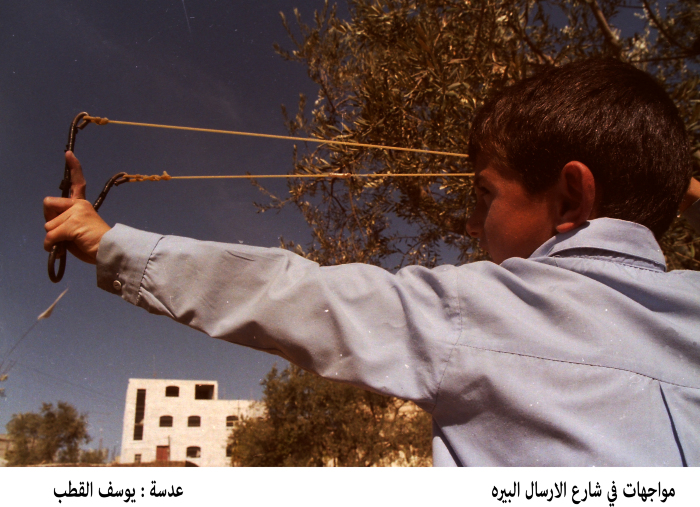 مواجهات في شارع الارسال البيره
عدسة : يوسف القطب